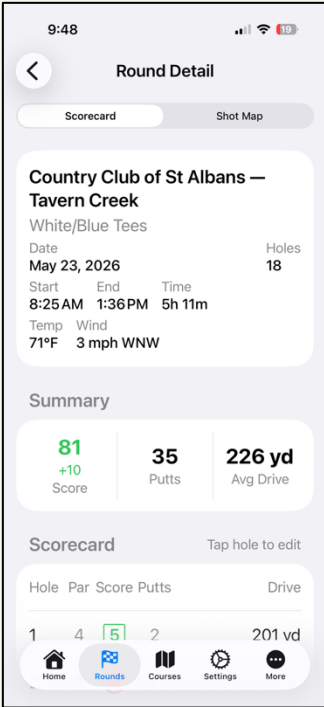 9:48
19
Round Detail
Scorecard Shot Map
Country Club of St Albans —
Tavern Creek
White/Blue Tees
Date Holes
May 23, 2026 18
Start End Time
8:25 AM 1:36 PM 5h 11m
Temp Wind
71°F 3 mph WNW
Summary
81 35 226 yd
+10 Putts Avg Drive
Score
Scorecard Tap hole to edit
Hole Par Score Putts Drive
1 4 5 2 201 yd
Home Rounds Courses Settings More